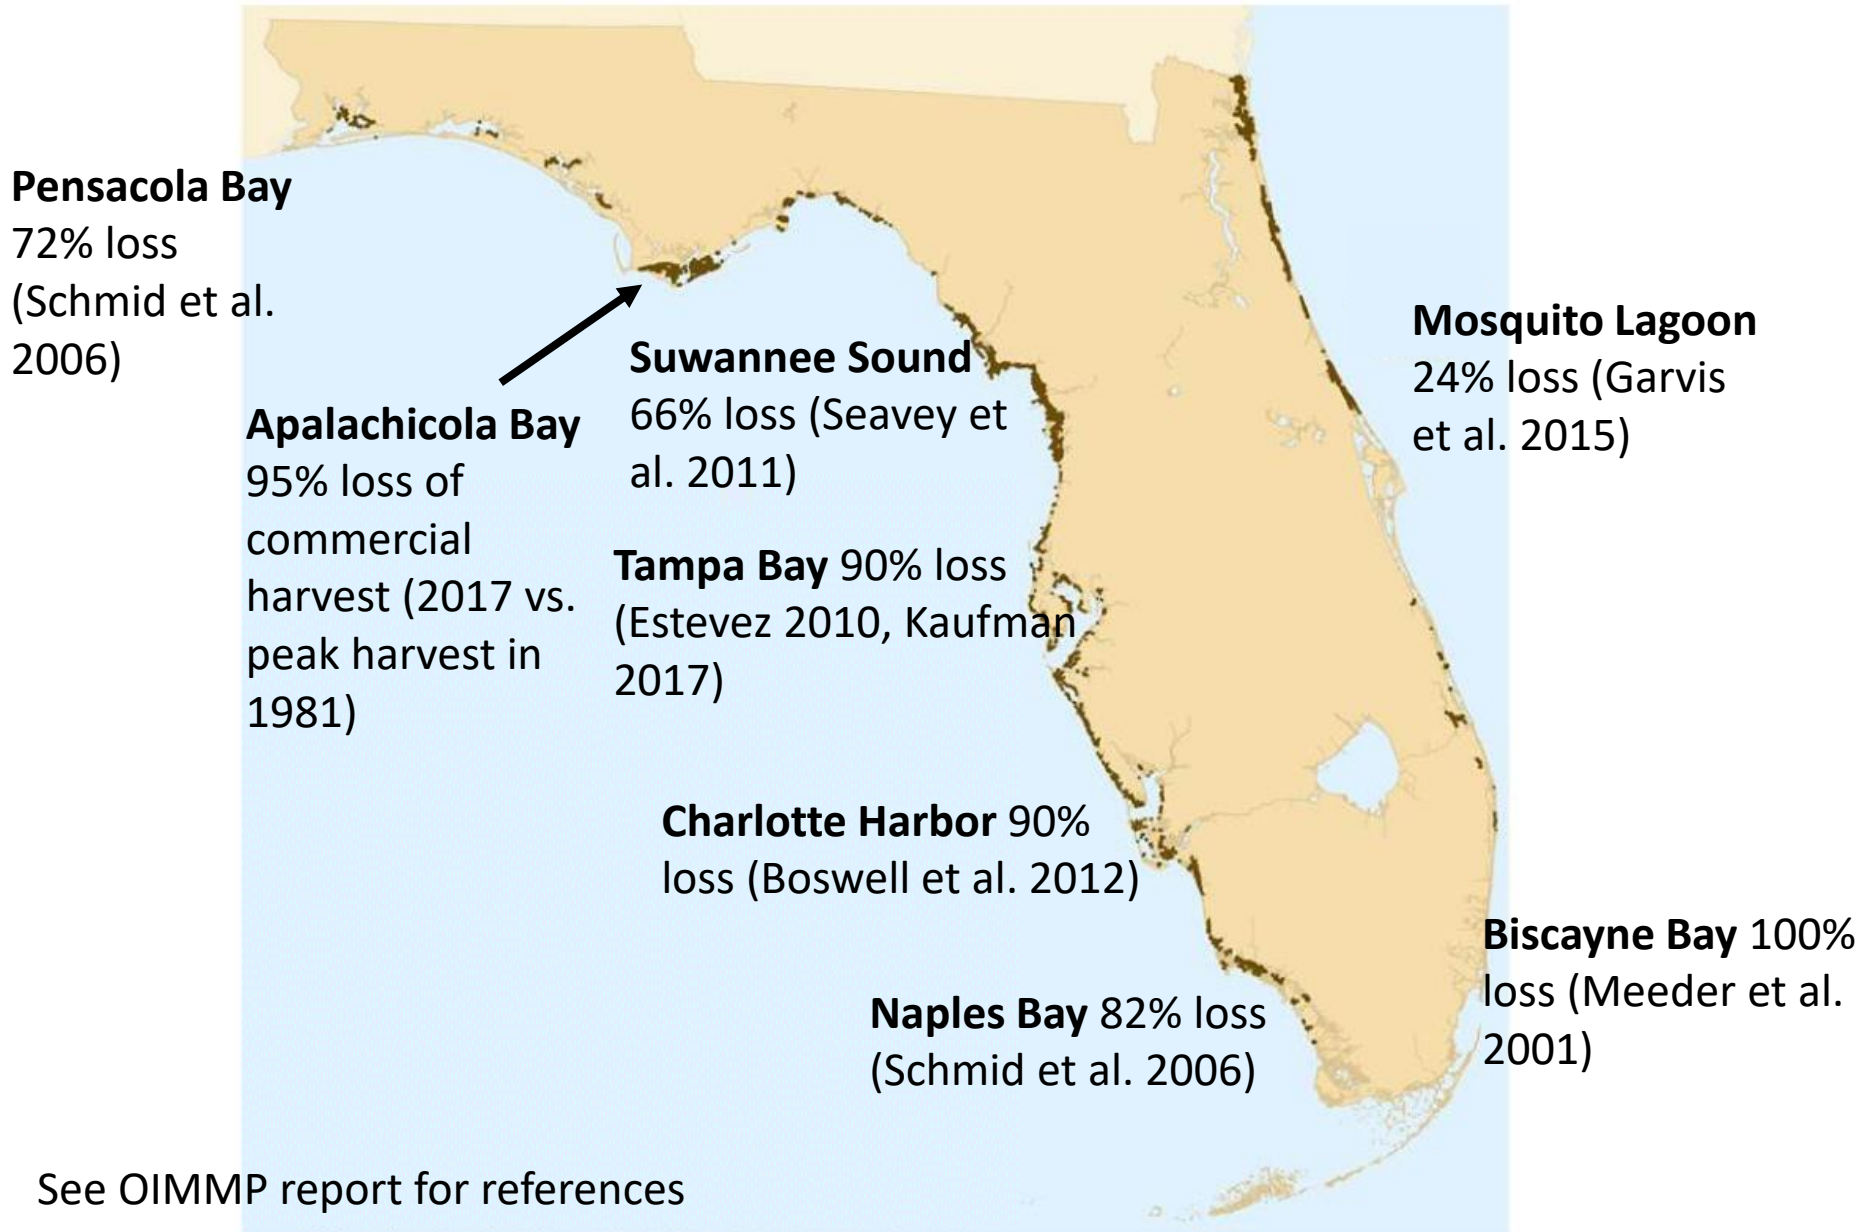 Pensacola Bay
72% loss
(Schmid et al.
2006)
Apalachicola Bay
95% loss of
commercial
harvest (2017 vs.
peak harvest in
1981)
Suwannee Sound
66% loss (Seavey et
al. 2011)
Tampa Bay 90% loss
(Estevez 2010, Kaufman
2017)
Charlotte Harbor 90%
loss (Boswell et al. 2012)
Naples Bay 82% loss
(Schmid et al. 2006)
Mosquito Lagoon
24% loss (Garvis
et al. 2015)
Biscayne Bay 100%
loss (Meeder et al.
2001)
See OIMMP report for references